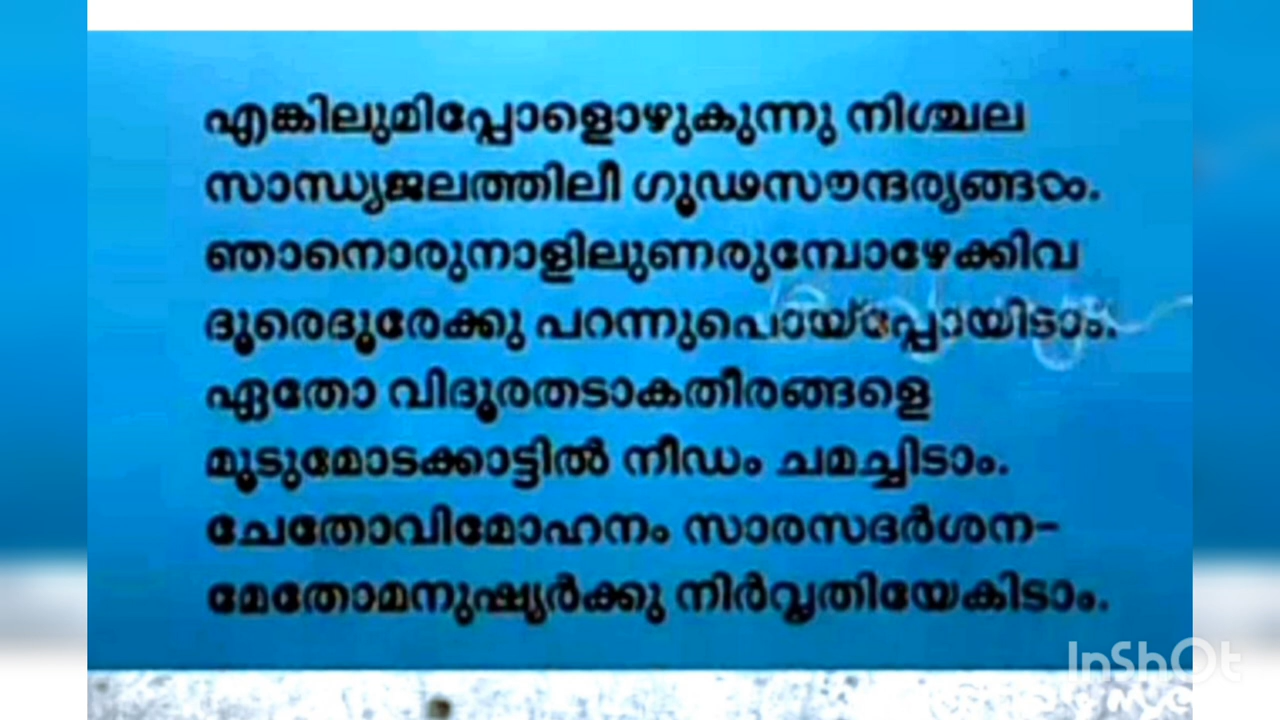 എങ്കിലുമിപ്പോളൊഴുകുന്നു നിശ്ചല
സാന്ധ്യജലത്തിലീ ഗൂഢസൗന്ദര്യങ്ങൾ.
ഞാനൊരുനാളിലുണരുമ്പോഴേക്കിവ
ദൂരെദൂരേക്കു പറന്നുപൊയ്പ്പോയിടാം.
ഏതോ വിദൂരതടാകതീരങ്ങളെ
മൂടുമോടക്കാട്ടിൽ നീഡം ചമച്ചിടാം.
ചേതോവിമോഹനം സാരസദർശന-
മേതോമനുഷ്യർക്കു നിർവൃതിയേകിടാം.
InShOt